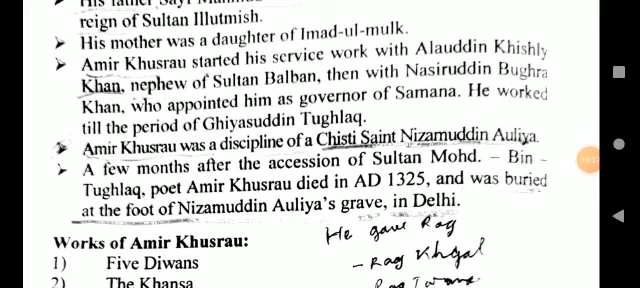 His father Sayf Mahmud
reign of Sultan Illutmish.
➢ His mother was a daughter of Imad-ul-mulk.
➢ Amir Khusrau started his service work with Alauddin Khishly
Khan, nephew of Sultan Balban, then with Nasiruddin Bughra
Khan, who appointed him as governor of Samana. He worked
till the period of Ghiyasuddin Tughlaq.
➢ Amir Khusrau was a discipline of a Chisti Saint Nizamuddin Auliya.
➢ A few months after the accession of Sultan Mohd. – Bin –
Tughlaq, poet Amir Khusrau died in AD 1325, and was buried
at the foot of Nizamuddin Auliya's grave, in Delhi.
He gave Rag
Works of Amir Khusrau:
– Rag Khyal
1) Five Diwans
2) The Khansa